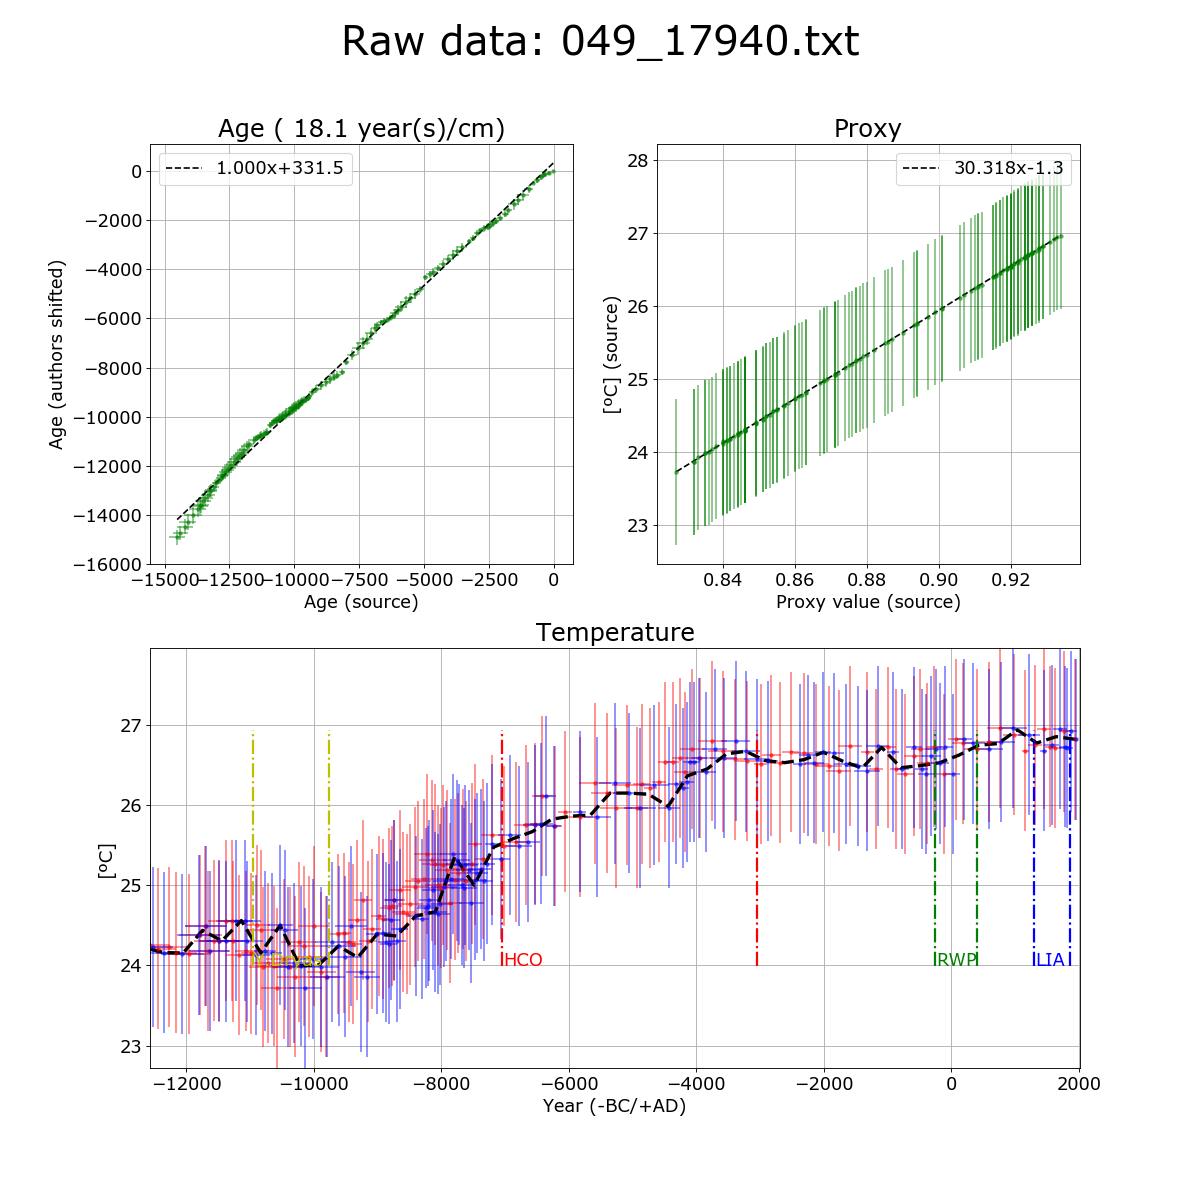 Raw data: 049_17940.txt
Age ( 18.1 year(s)/cm)
1.000x+331.5
0
−2000
−4000
−6000
−8000
−10000
−12000
−14000
−16000
Age (authors shifted)
−15000 −12500 −10000 −7500 −5000 −2500 0
Age (source)
Proxy
30.318x-1.3
28
27
26
25
24
23
[ºC] (source)
0.84 0.86 0.88 0.90 0.92
Proxy value (source)
Temperature
27
26
25
24
23
[ºC]
HCO
RWP
LIA
−12000 −10000 −8000 −6000 −4000 −2000 0 2000
Year (-BC/+AD)